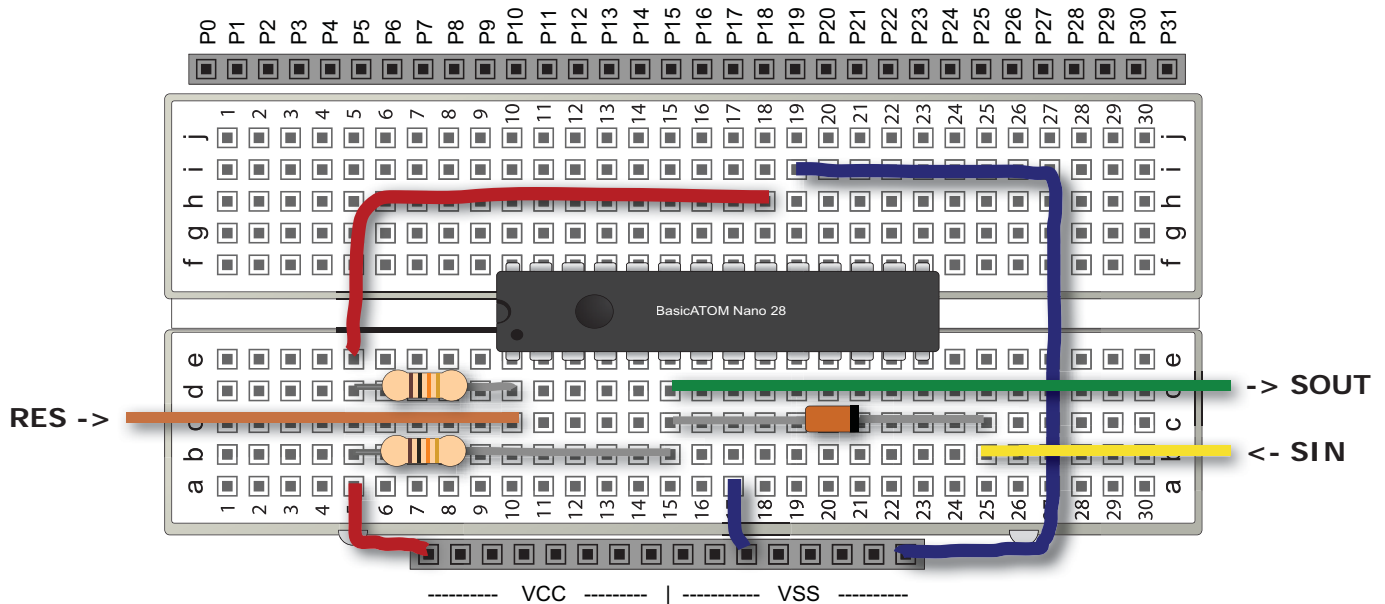 P0 P1 P2 P3 P4 P5 P6 P7 P8 P9 P10 P11 P12 P13 P14 P15 P16 P17 P18 P19 P20 P21 P22 P23 P24 P25 P26 P27 P28 P29 P30 P31
1 2 3 4 5 6 7 8 9 10 11 12 13 14 15 16 17 18 19 20 21 22 23 24 25 26 27 28 29 30
j j
i i
h h
g g
f f
BasicATOM Nano 28
e e
d -> SOUT
RES -> c
b <- SIN
a a
1 2 3 4 6 7 8 9 10 11 12 13 14 15 16 18 19 20 21 22 23 24 25 26 28 29 30
---------- VCC --------- | ----------- VSS ----------